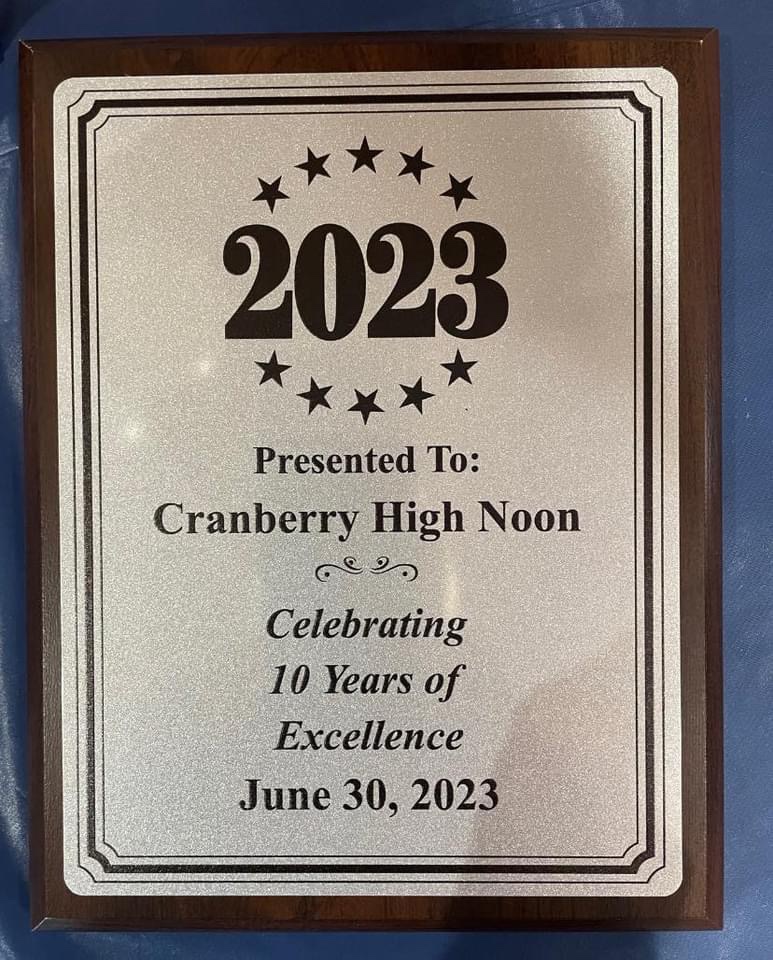 2023
Presented To:
Cranberry High Noon
Celebrating
10 Years of
Excellence
June 30, 2023